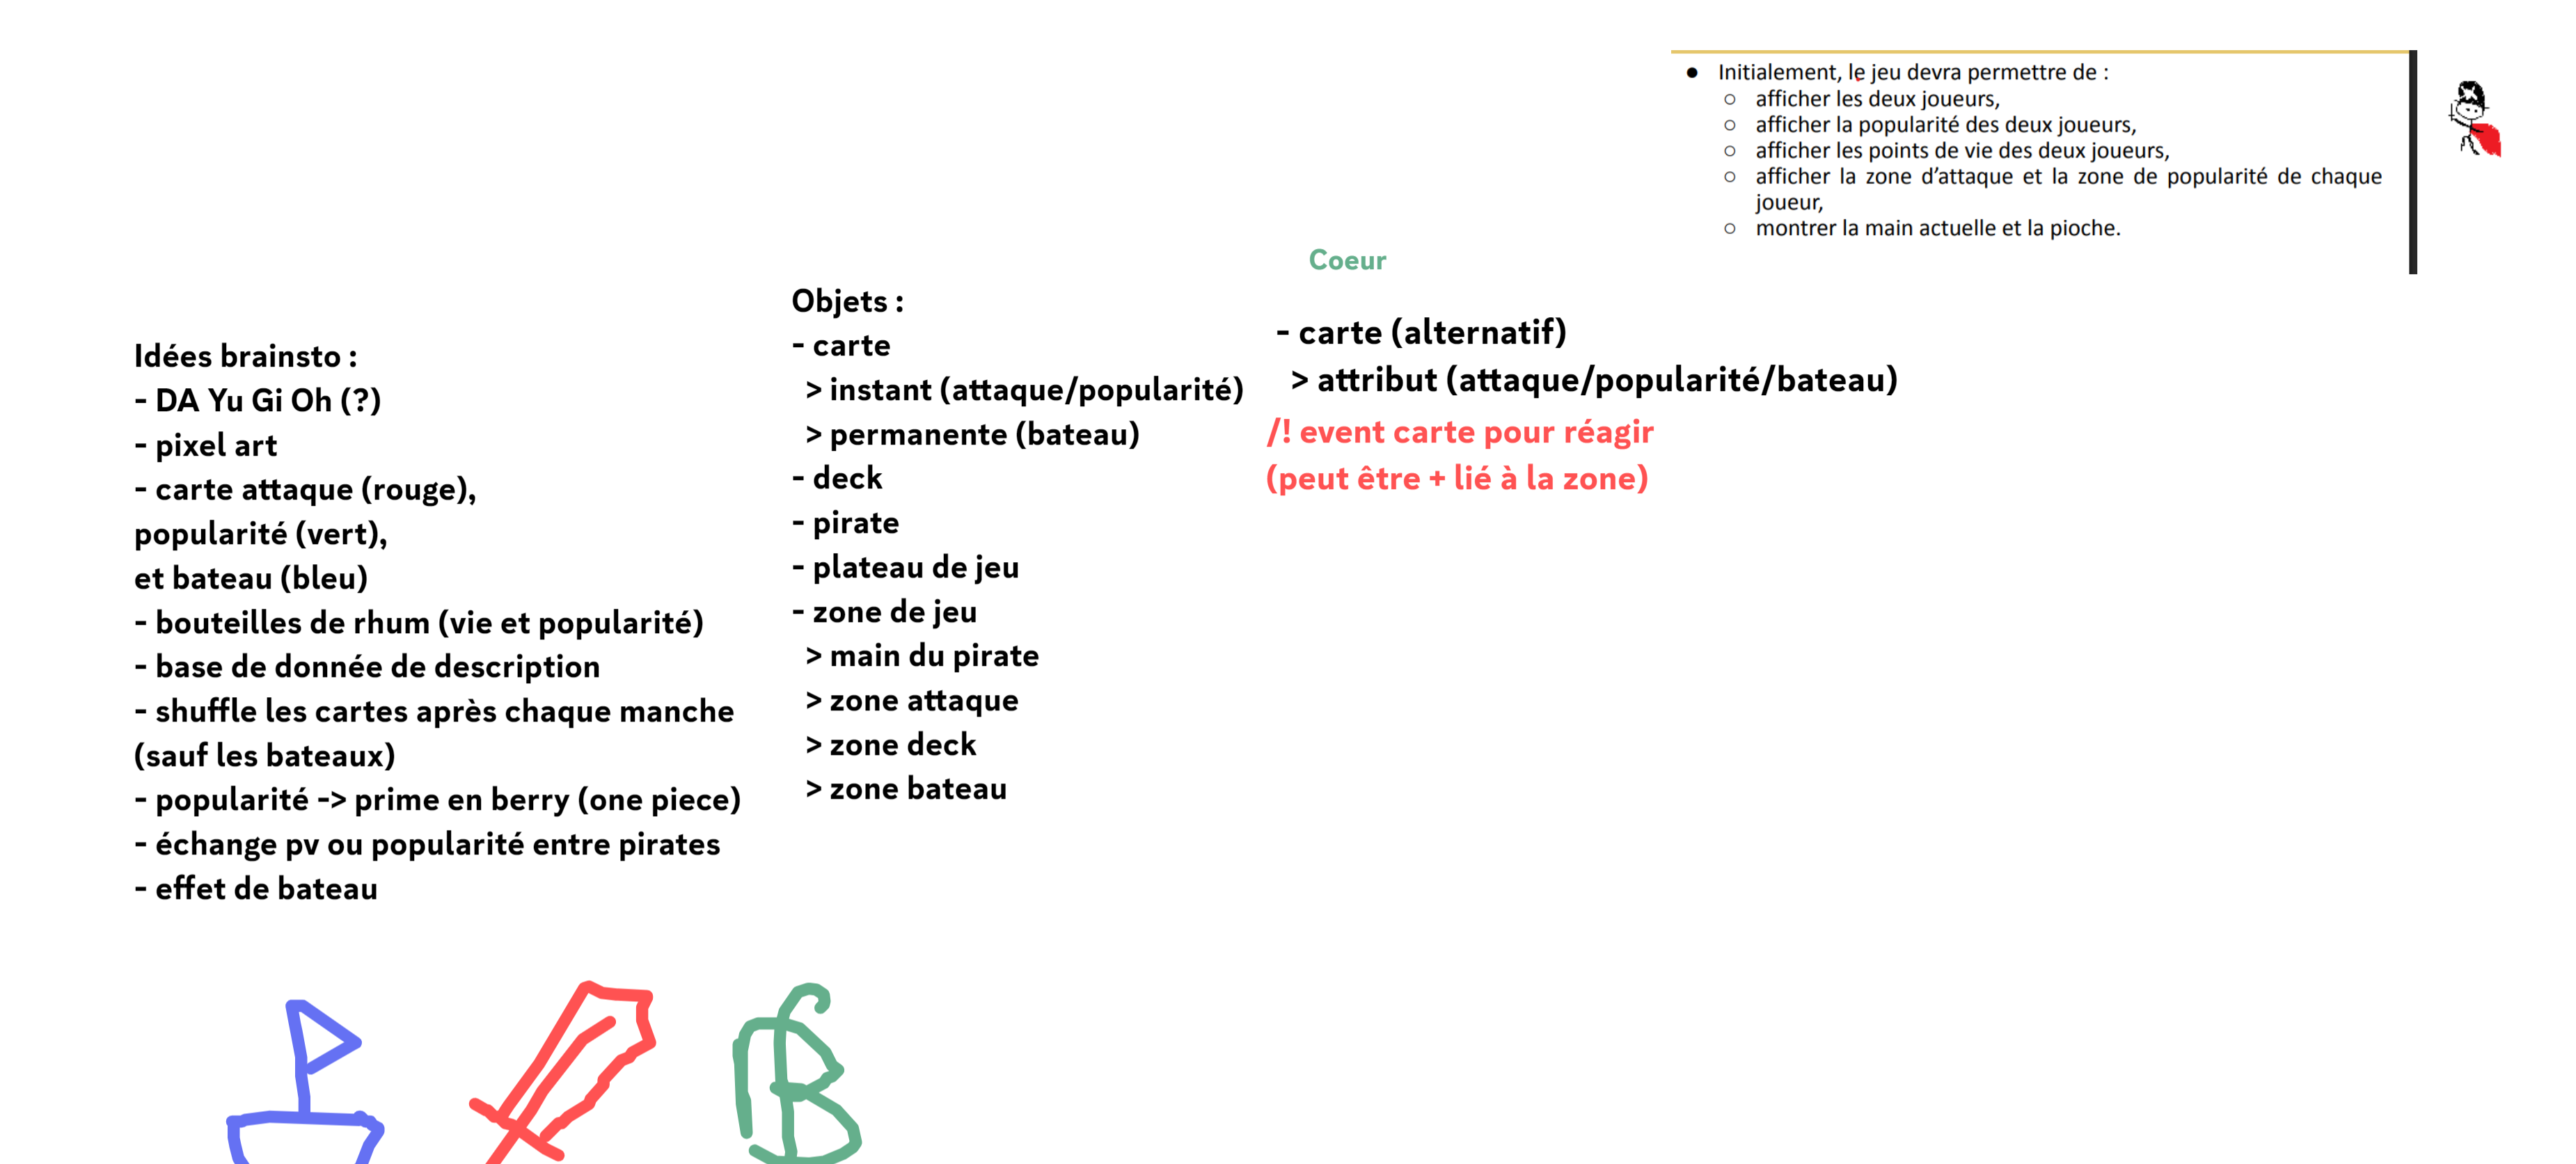 ● Initialement, le jeu devra permettre de :
○ afficher les deux joueurs,
○ afficher la popularité des deux joueurs,
○ afficher les points de vie des deux joueurs,
○ afficher la zone d'attaque et la zone de popularité de chaque
joueur,
○ montrer la main actuelle et la pioche.
Idées brainsto :
- DA Yu Gi Oh (?)
- pixel art
- carte attaque (rouge),
popularité (vert),
et bateau (bleu)
- bouteilles de rhum (vie et popularité)
- base de donnée de description
- shuffle les cartes après chaque manche
(sauf les bateaux)
- popularité -> prime en berry (one piece)
- échange pv ou popularité entre pirates
- effet de bateau
Objets :
- carte
> instant (attaque/popularité)
> permanente (bateau)
- deck
- pirate
- plateau de jeu
- zone de jeu
> main du pirate
> zone attaque
> zone deck
> zone bateau
Coeur
- carte (alternatif)
> attribut (attaque/popularité/bateau)
/! event carte pour réagir
(peut être + lié à la zone)